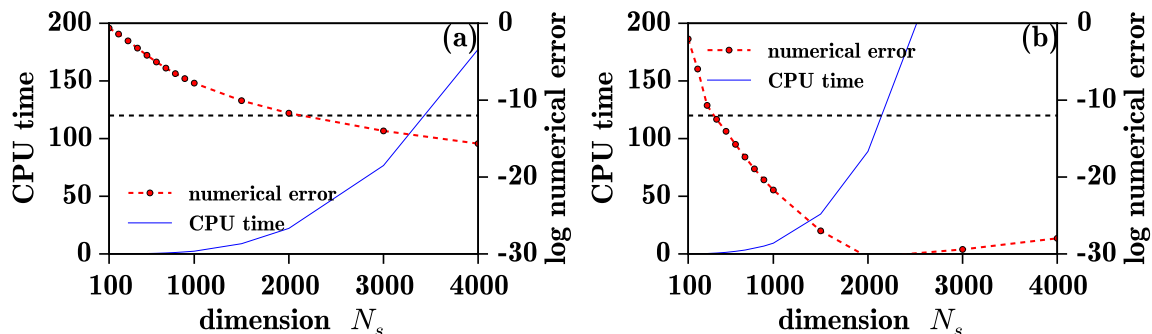 (a)
200
150
100
50
0
CPU time
0
-10
-20
-30
log numerical error
numerical error
CPU time
100 1000 2000 3000 4000
dimension N_s
(b)
200
150
100
50
0
CPU time
0
-10
-20
-30
log numerical error
numerical error
CPU time
100 1000 2000 3000 4000
dimension N_s